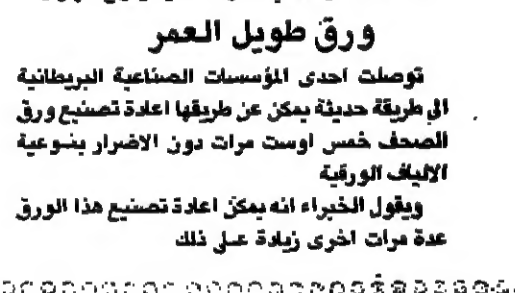 ورق طويل العمر
توصلت احدى المؤسسات الصناعية البريطانية
الى طريقة حديثة يمكن عن طريقها اعادة تصنيع ورق
الصحف خمس اوست مرات دون الاضرار بنوعية
الالياف الورقية
ويقول الخبراء انه يمكن اعادة تصنيع هذا الورق
عدة مرات اخرى زيادة على ذلك